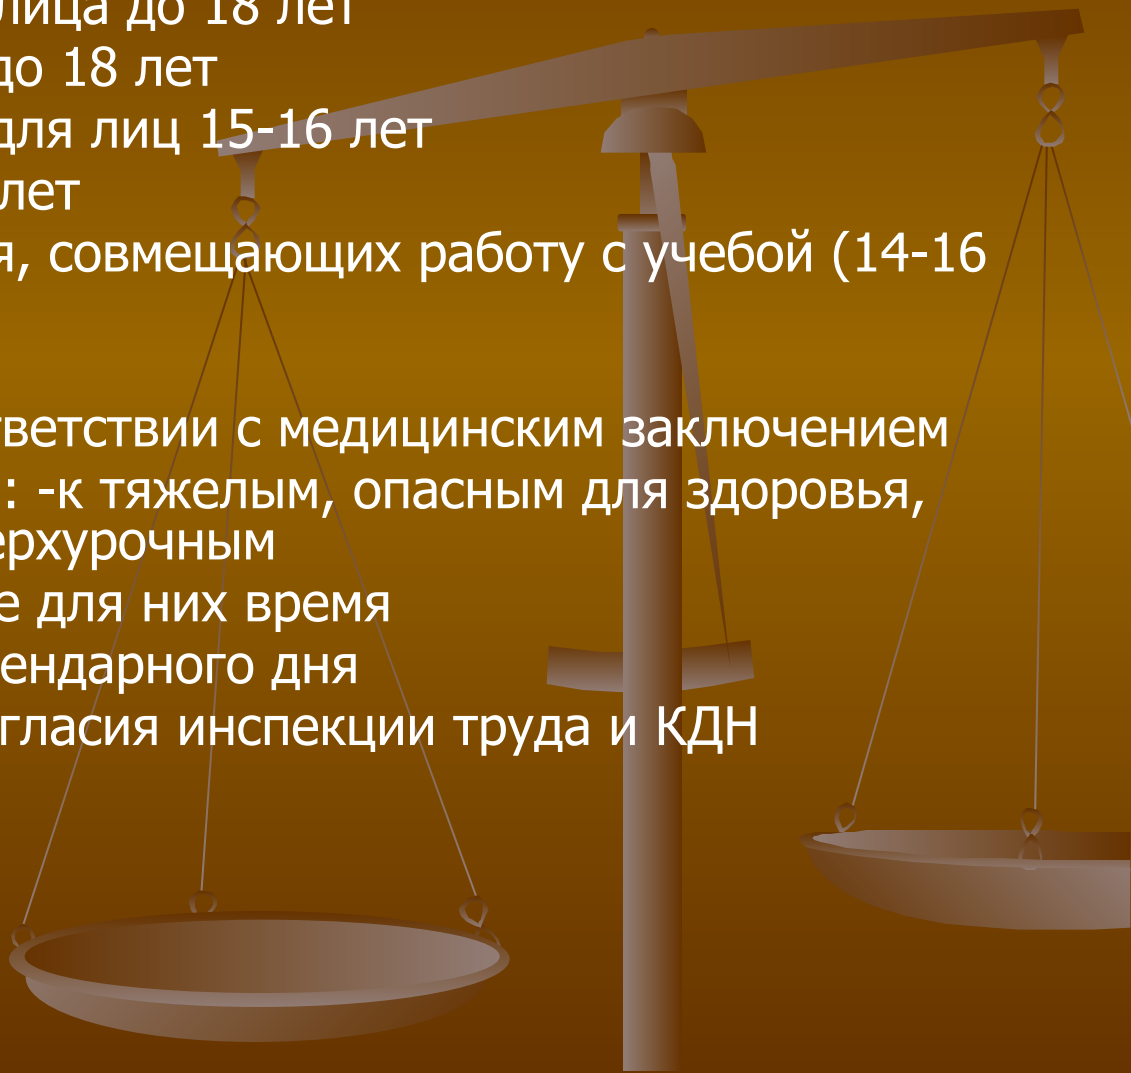 лица до 18 лет
до 18 лет
для лиц 15-16 лет
лет
я, совмещающих работу с учебой (14-16
тветствии с медицинским заключением
: -к тяжелым, опасным для здоровья,
ерхурочным
е для них время
ендарного дня
гласия инспекции труда и КДН